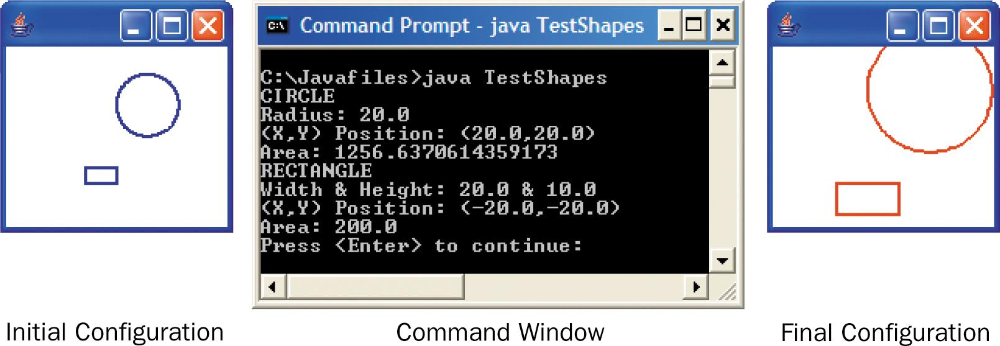 C:\ Command Prompt - java TestShapes
C:\Javafiles>java TestShapes
CIRCLE
Radius: 20.0
(X,Y) Position: (20.0,20.0)
Area: 1256.6370614359173
RECTANGLE
Width & Height: 20.0 & 10.0
(X,Y) Position: (-20.0,-20.0)
Area: 200.0
Press <Enter> to continue:
Initial Configuration
Command Window
Final Configuration